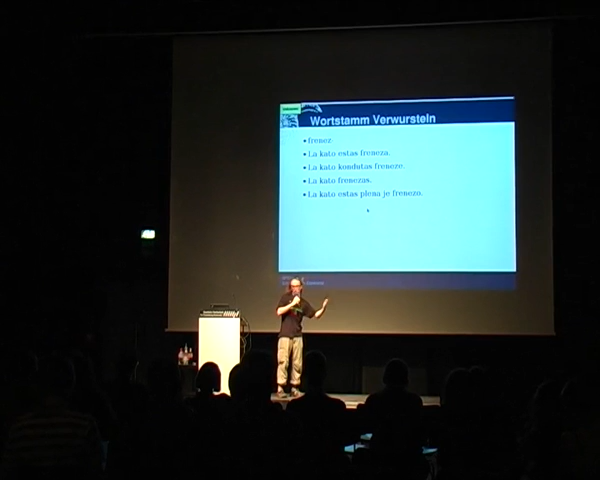 Wortstamm Verwursteln
frenez
La kato estas freneza.
La kato kondutas freneze.
La kato frenezas.
La kato estas plena je frenezo.